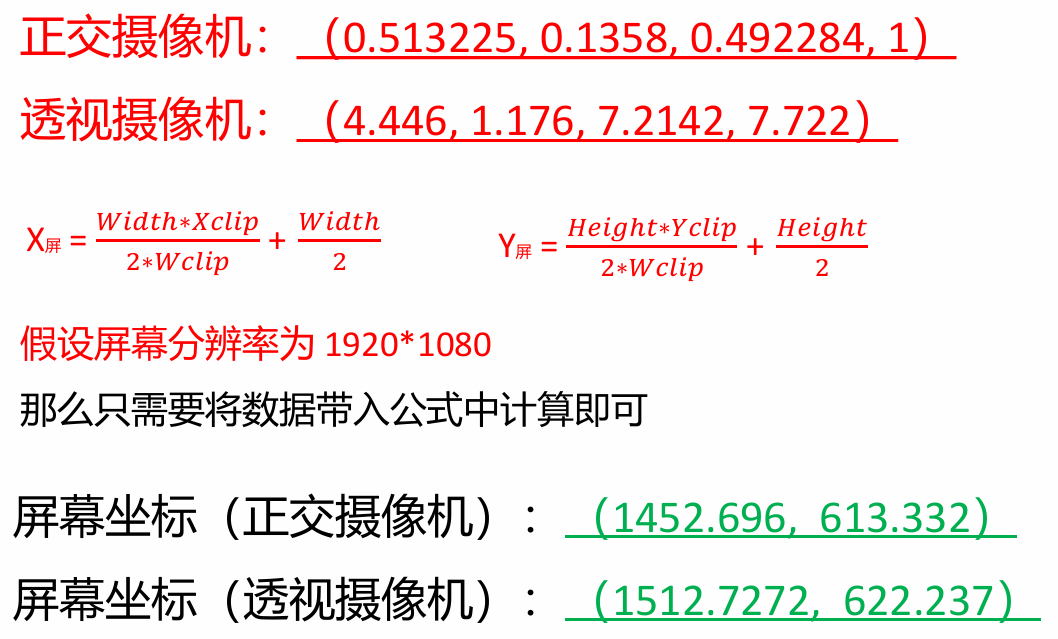 正交摄像机：（0.513225, 0.1358, 0.492284, 1）
透视摄像机：（4.446, 1.176, 7.2142, 7.722）
X屏 = Width*Xclip / 2*Wclip + Width / 2
Y屏 = Height*Yclip / 2*Wclip + Height / 2
假设屏幕分辨率为 1920*1080
那么只需要将数据带入公式中计算即可
屏幕坐标（正交摄像机）：（1452.696, 613.332）
屏幕坐标（透视摄像机）：（1512.7272, 622.237）